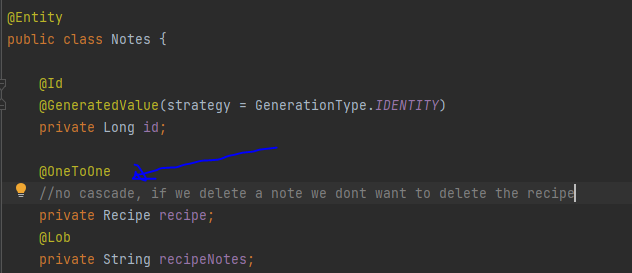 @Entity
public class Notes {
@Id
@GeneratedValue(strategy = GenerationType.IDENTITY)
private Long id;
@OneToOne
//no cascade, if we delete a note we dont want to delete the recipe
private Recipe recipe;
@Lob
private String recipeNotes;